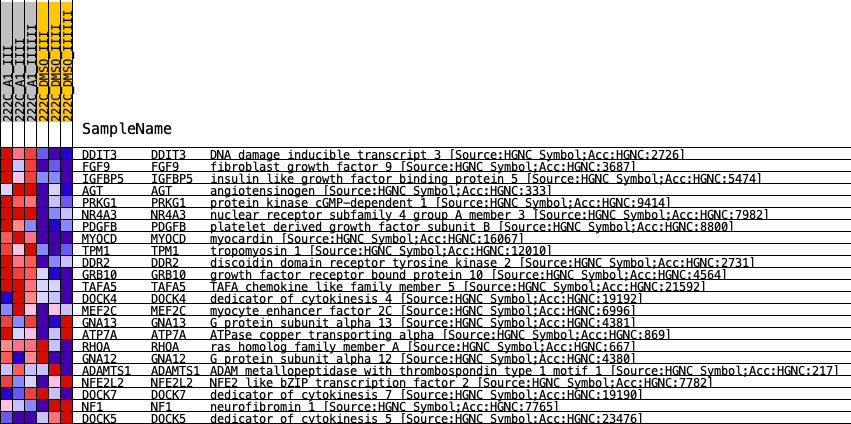 222C_A1_III
222C_A1_IIII
222C_A1_IIIIII
222C_DMSO_III
222C_DMSO_IIII
222C_DMSO_IIIIII
SampleName
DDIT3 DDIT3 DNA damage inducible transcript 3 [Source:HGNC Symbol;Acc:HGNC:2726]
FGF9 FGF9 fibroblast growth factor 9 [Source:HGNC Symbol;Acc:HGNC:3687]
IGFBP5 IGFBP5 insulin like growth factor binding protein 5 [Source:HGNC Symbol;Acc:HGNC:5474]
AGT AGT angiotensinogen [Source:HGNC Symbol;Acc:HGNC:333]
PRKG1 PRKG1 protein kinase cGMP-dependent 1 [Source:HGNC Symbol;Acc:HGNC:9414]
NR4A3 NR4A3 nuclear receptor subfamily 4 group A member 3 [Source:HGNC Symbol;Acc:HGNC:7982]
PDGFB PDGFB platelet derived growth factor subunit B [Source:HGNC Symbol;Acc:HGNC:8800]
MYOCD MYOCD myocardin [Source:HGNC Symbol;Acc:HGNC:16067]
TPM1 TPM1 tropomyosin 1 [Source:HGNC Symbol;Acc:HGNC:12010]
DDR2 DDR2 discoidin domain receptor tyrosine kinase 2 [Source:HGNC Symbol;Acc:HGNC:2731]
GRB10 GRB10 growth factor receptor bound protein 10 [Source:HGNC Symbol;Acc:HGNC:4564]
TAFA5 TAFA5 TAFA chemokine like family member 5 [Source:HGNC Symbol;Acc:HGNC:21592]
DOCK4 DOCK4 dedicator of cytokinesis 4 [Source:HGNC Symbol;Acc:HGNC:19192]
MEF2C MEF2C myocyte enhancer factor 2C [Source:HGNC Symbol;Acc:HGNC:6996]
GNA13 GNA13 G protein subunit alpha 13 [Source:HGNC Symbol;Acc:HGNC:4381]
ATP7A ATP7A ATPase copper transporting alpha [Source:HGNC Symbol;Acc:HGNC:869]
RHOA RHOA ras homolog family member A [Source:HGNC Symbol;Acc:HGNC:667]
GNA12 GNA12 G protein subunit alpha 12 [Source:HGNC Symbol;Acc:HGNC:4380]
ADAMTS1 ADAMTS1 ADAM metallopeptidase with thrombospondin type 1 motif 1 [Source:HGNC Symbol;Acc:HGNC:217]
NFE2L2 NFE2L2 NFE2 like bZIP transcription factor 2 [Source:HGNC Symbol;Acc:HGNC:7782]
DOCK7 DOCK7 dedicator of cytokinesis 7 [Source:HGNC Symbol;Acc:HGNC:19190]
NF1 NF1 neurofibromin 1 [Source:HGNC Symbol;Acc:HGNC:7765]
DOCK5 DOCK5 dedicator of cytokinesis 5 [Source:HGNC Symbol;Acc:HGNC:23476]